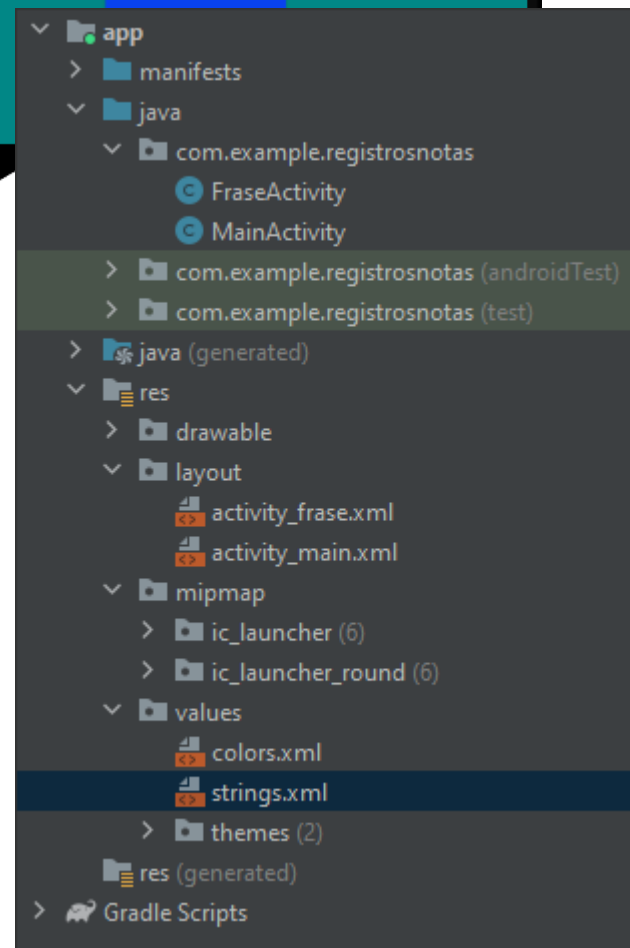 app
manifests
java
com.example.registrosnotas
FraseActivity
MainActivity
com.example.registrosnotas (androidTest)
com.example.registrosnotas (test)
java (generated)
res
drawable
layout
activity_frase.xml
activity_main.xml
mipmap
ic_launcher (6)
ic_launcher_round (6)
values
colors.xml
strings.xml
themes (2)
res (generated)
Gradle Scripts